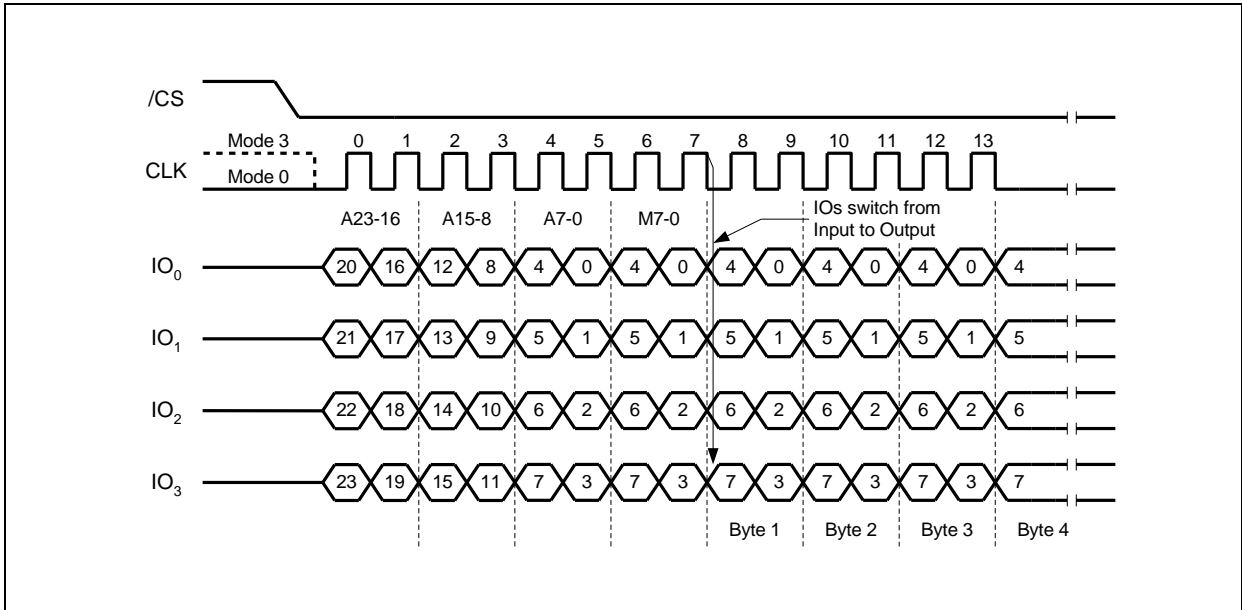 /CS
Mode 3 0 1 2 3 4 5 6 7 8 9 10 11 12 13
CLK
Mode 0
A23-16 A15-8 A7-0 M7-0
IOs switch from
Input to Output
IO0 20 16 12 8 4 0 4 0 4 0 4 0 4 0 4
IO1 21 17 13 9 5 1 5 1 5 1 5 1 5 1 5
IO2 22 18 14 10 6 2 6 2 6 2 6 2 6 2 6
IO3 23 19 15 11 7 3 7 3 7 3 7 3 7 3 7
Byte 1 Byte 2 Byte 3 Byte 4